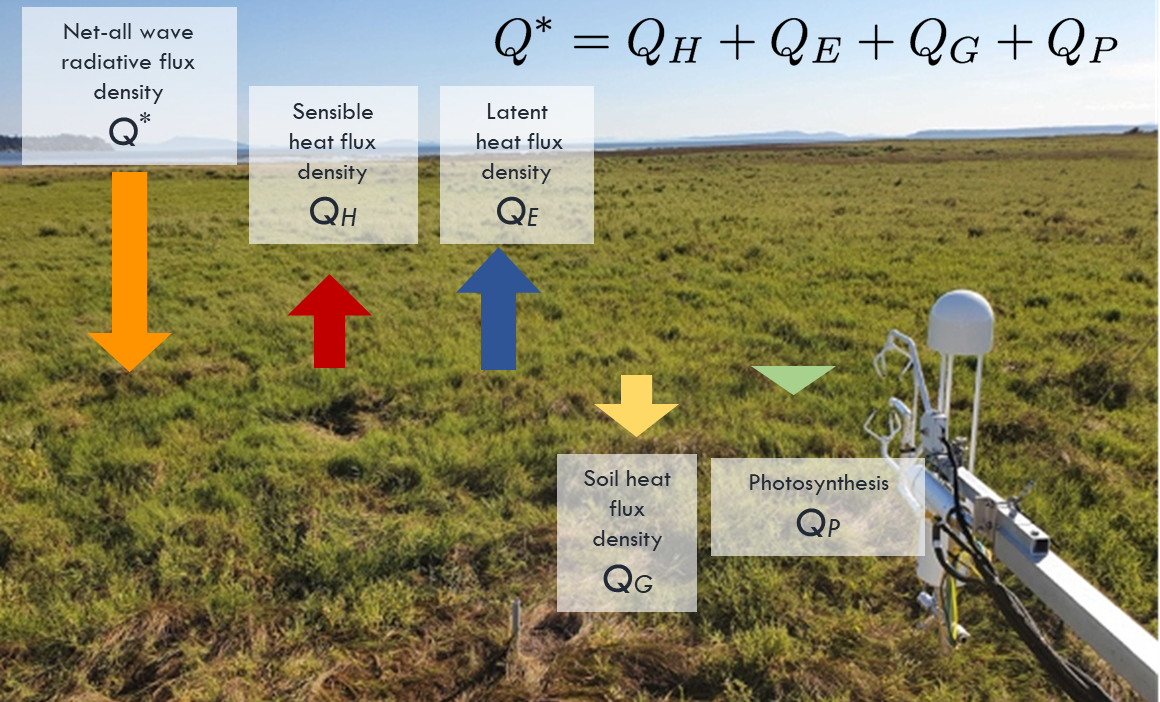 Net-all wave
radiative flux
density
Q*
Q* = Q_H + Q_E + Q_G + Q_P
Sensible
heat flux
density
Q_H
Latent
heat flux
density
Q_E
Soil heat
flux
density
Q_G
Photosynthesis
Q_P